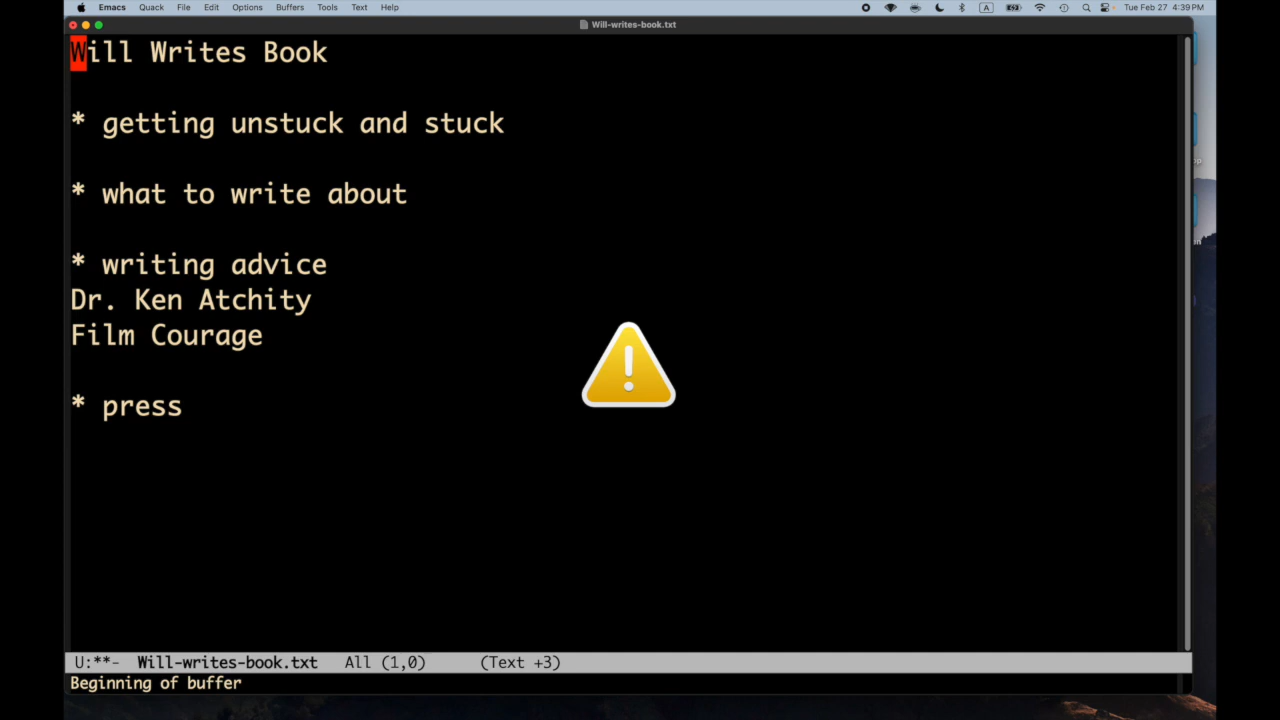 Emacs Quack File Edit Options Buffers Tools Text Help A Tue Feb 27 4:39 PM
Will-writes-book.txt
Will Writes Book
* getting unstuck and stuck
* what to write about
* writing advice
Dr. Ken Atchity
Film Courage
* press
U:**- Will-writes-book.txt All (1,0) (Text +3)
Beginning of buffer